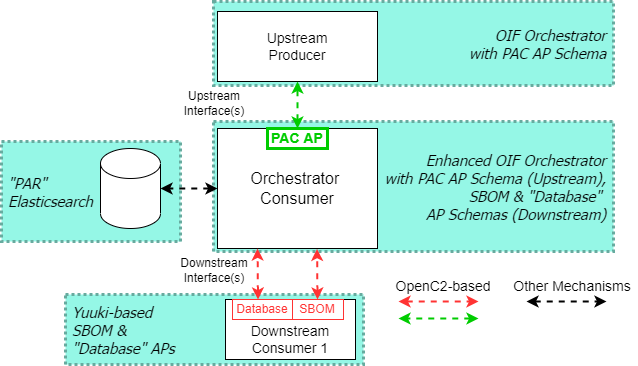 Upstream
Producer
OIF Orchestrator
with PAC AP Schema
Upstream
Interface(s)
PAC AP
Orchestrator
Consumer
Enhanced OIF Orchestrator
with PAC AP Schema (Upstream),
SBOM & "Database"
AP Schemas (Downstream)
"PAR"
Elasticsearch
Downstream
Interface(s)
OpenC2-based
Other Mechanisms
Yuuki-based
SBOM &
"Database" APs
Database
SBOM
Downstream
Consumer 1